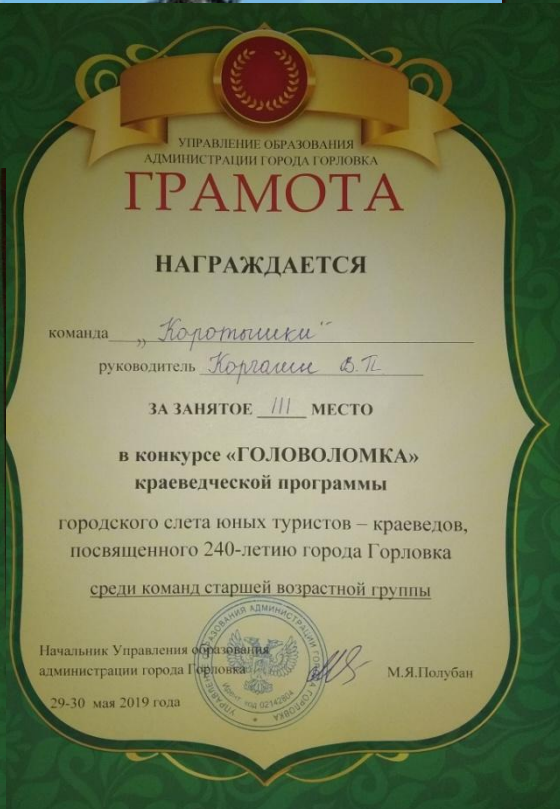 УПРАВЛЕНИЕ ОБРАЗОВАНИЯ
АДМИНИСТРАЦИИ ГОРОДА ГОРЛОВКА
ГРАМОТА
НАГРАЖДАЕТСЯ
команда „Коротышки"
руководитель В.П
ЗА ЗАНЯТОЕ III МЕСТО
в конкурсе «ГОЛОВОЛОМКА»
краеведческой программы
городского слета юных туристов – краеведов,
посвященного 240-летию города Горловка
среди команд старшей возрастной группы
Начальник Управления образования
администрации города Горловка М.Я.Полубан
29-30 мая 2019 года